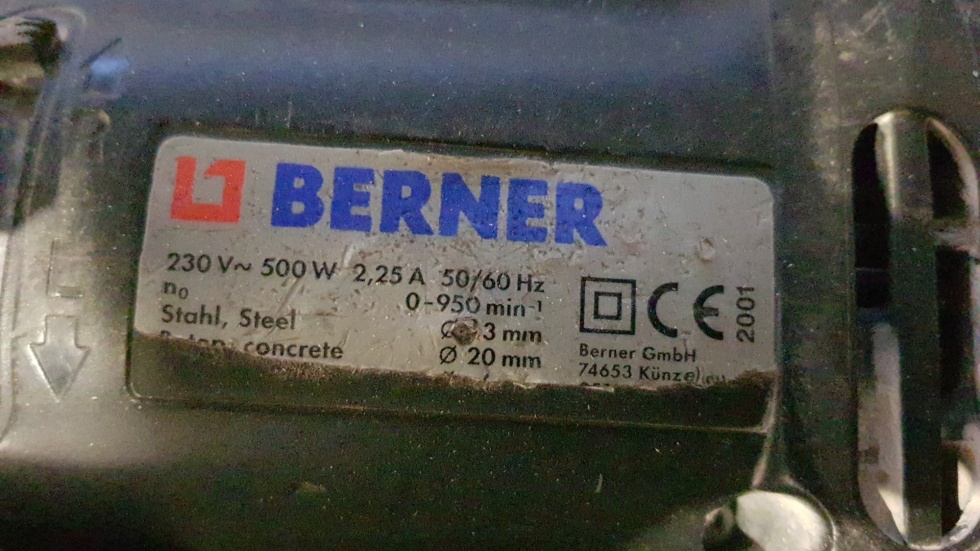 BERNER
230 V~ 500 W 2,25 A 50/60 Hz
n0 0-950 min-1
Stahl, Steel Ø 3 mm
concrete Ø 20 mm
CE 2001
Berner GmbH
74653